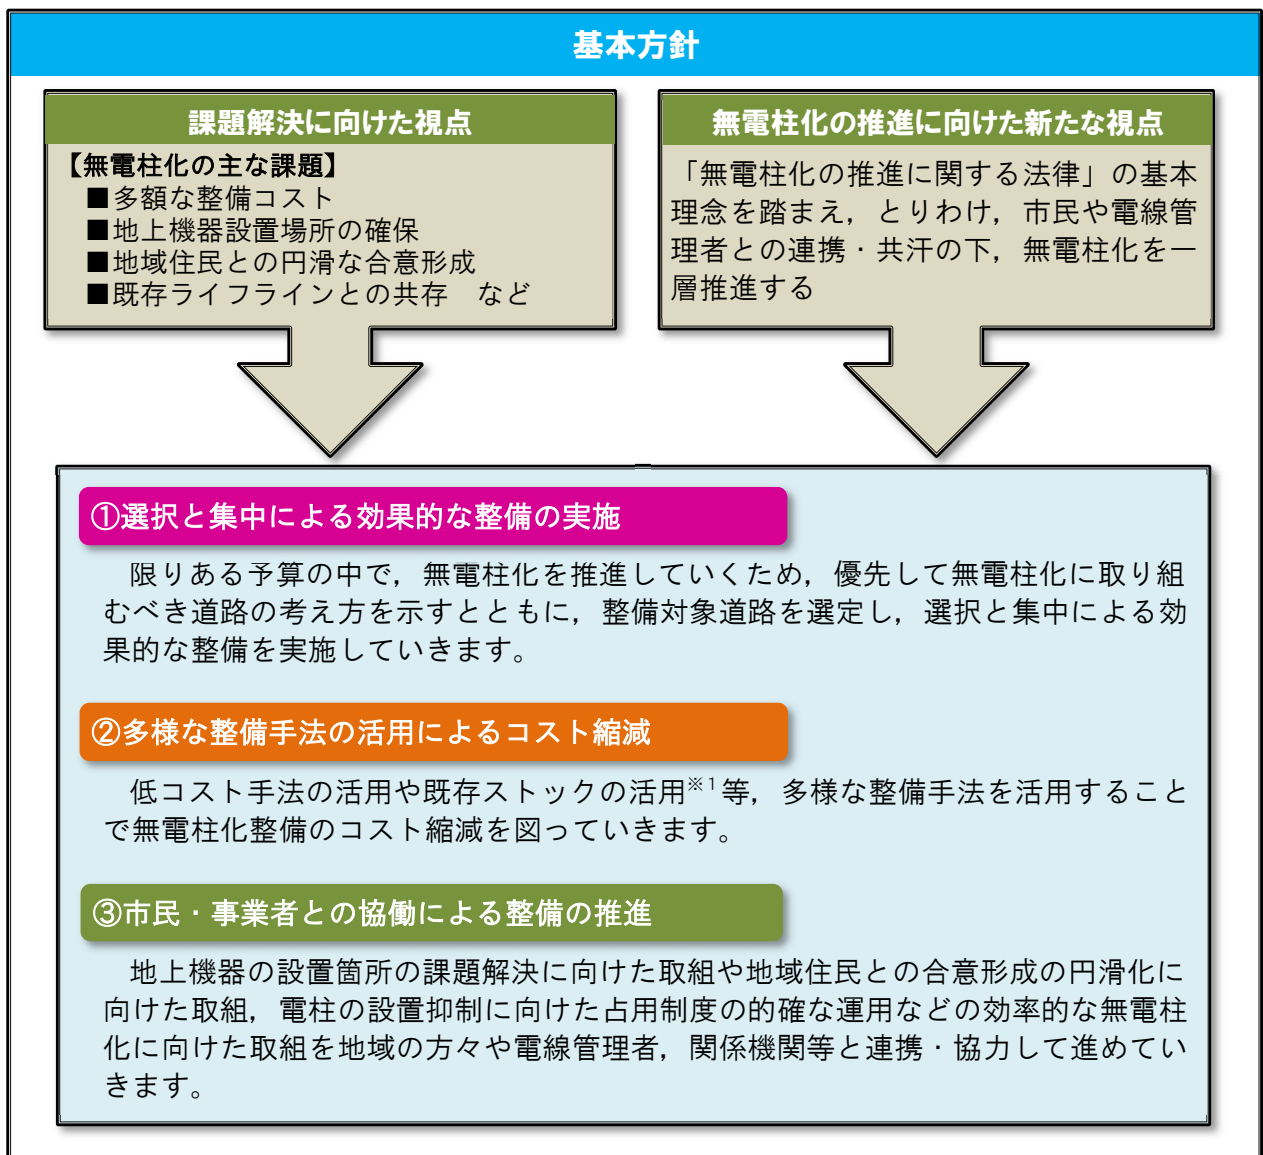 基本方針
課題解決に向けた視点
【無電柱化の主な課題】
■多額な整備コスト
■地上機器設置場所の確保
■地域住民との円滑な合意形成
■既存ライフラインとの共存　など
無電柱化の推進に向けた新たな視点
「無電柱化の推進に関する法律」の基本
理念を踏まえ，とりわけ，市民や電線管
理者との連携・共汗の下，無電柱化を一
層推進する
①選択と集中による効果的な整備の実施
限りある予算の中で，無電柱化を推進していくため，優先して無電柱化に取り組
むべき道路の考え方を示すとともに，整備対象道路を選定し，選択と集中による効
果的な整備を実施していきます。
②多様な整備手法の活用によるコスト縮減
低コスト手法の活用や既存ストックの活用※1等，多様な整備手法を活用すること
で無電柱化整備のコスト縮減を図っていきます。
③市民・事業者との協働による整備の推進
地上機器の設置箇所の課題解決に向けた取組や地域住民との合意形成の円滑化に
向けた取組，電柱の設置抑制に向けた占用制度の的確な運用などの効率的な無電柱
化に向けた取組を地域の方々や電線管理者，関係機関等と連携・協力して進めてい
きます。